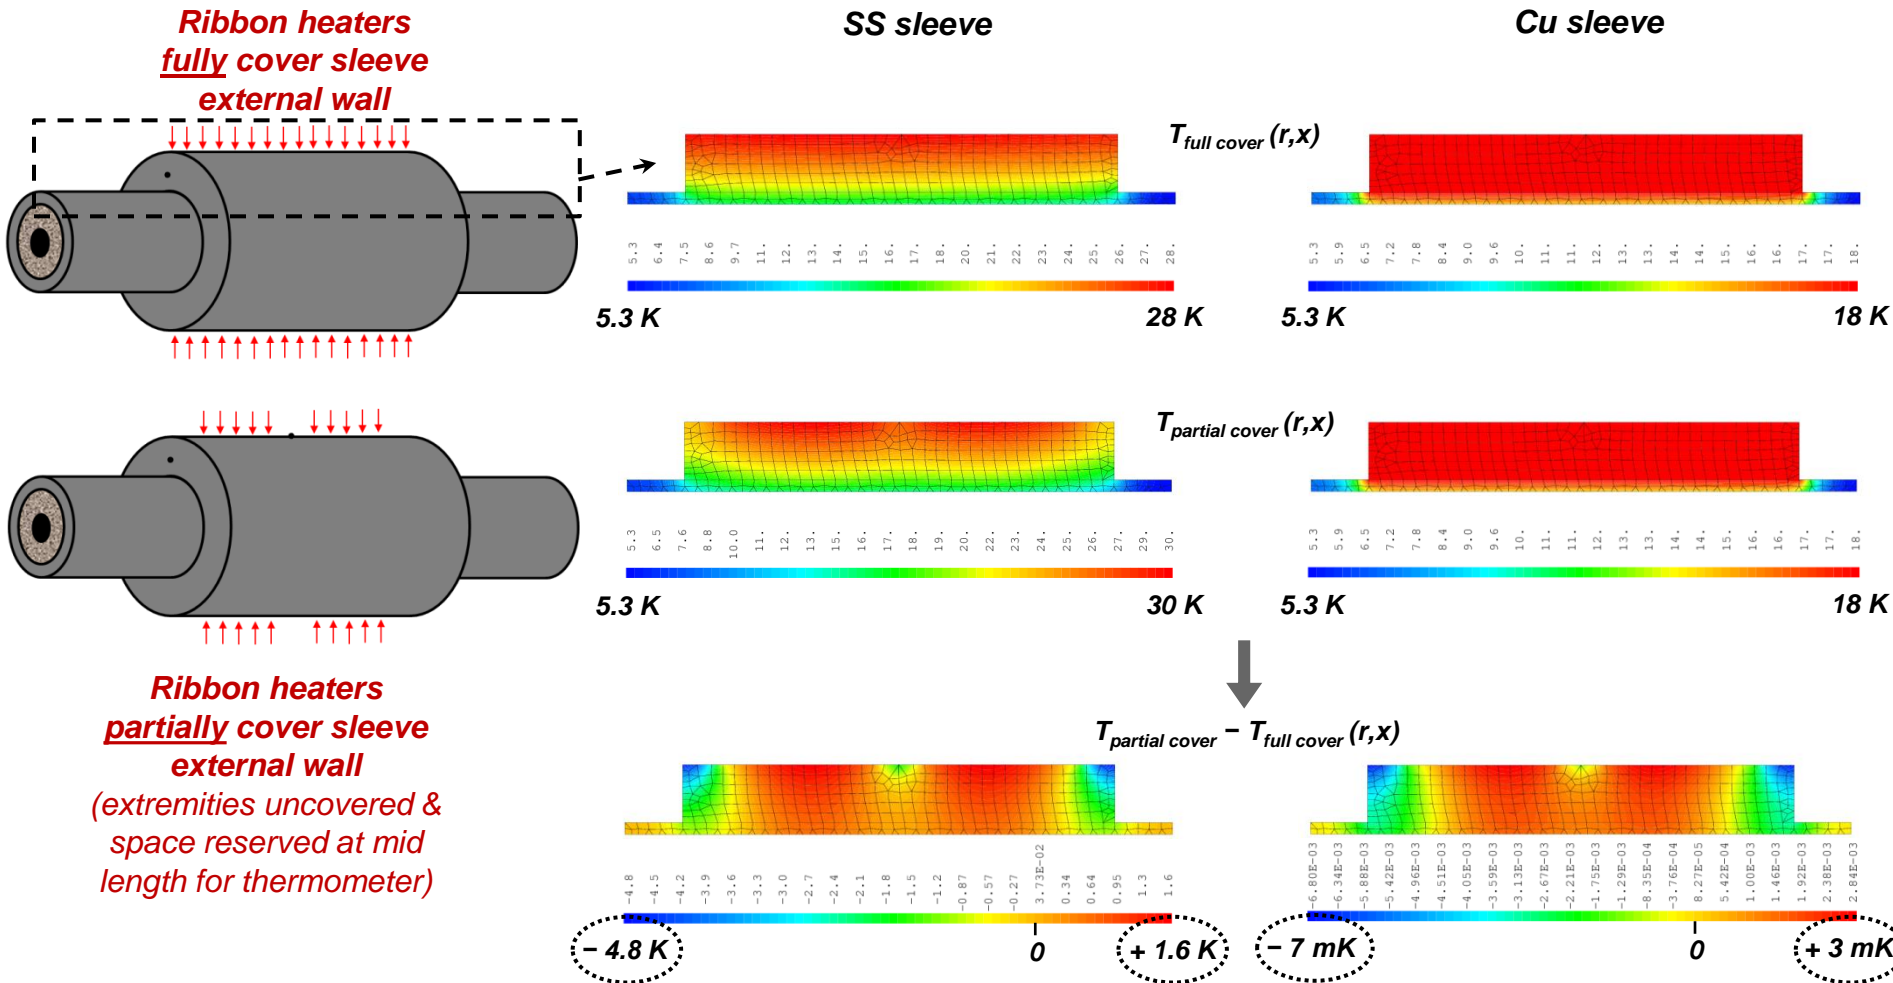 Ribbon heaters
fully cover sleeve
external wall
SS sleeve
Cu sleeve
T full cover (r,x)
5.3 6.4 7.5 8.6 9.7 11. 12. 13. 14. 16. 17. 18. 20. 21. 22. 23. 24. 25. 26. 27. 28.
5.3 K
28 K
5.3 5.9 6.5 7.2 7.8 8.4 9.0 9.6 10. 11. 11. 12. 13. 14. 14. 15. 16. 16. 17. 17. 18.
5.3 K
18 K
T partial cover (r,x)
5.3 6.5 7.6 8.8 10.0 11. 12. 13. 14. 16. 17. 18. 20. 22. 23. 24. 25. 26. 27. 29. 30.
5.3 K
30 K
5.3 5.9 6.5 7.2 7.8 8.4 9.0 9.6 10. 11. 11. 12. 13. 14. 14. 15. 16. 16. 17. 17. 18.
5.3 K
18 K
Ribbon heaters
partially cover sleeve
external wall
(extremities uncovered &
space reserved at mid
length for thermometer)
T partial cover − T full cover (r,x)
−4.8 −4.5 −4.2 −3.9 −3.6 −3.3 −3.0 −2.7 −2.4 −2.1 −1.8 −1.5 −1.2 −0.87 −0.57 −0.27 3.73E−02 0.34 0.64 0.95 1.3 1.6
− 4.8 K
0
+ 1.6 K
−6.80E−03 −6.34E−03 −5.88E−03 −5.42E−03 −4.96E−03 −4.51E−03 −4.05E−03 −3.59E−03 −3.13E−03 −2.67E−03 −2.21E−03 −1.75E−03 −1.29E−03 −8.35E−04 −3.76E−04 8.27E−05 5.42E−04 1.00E−03 1.46E−03 1.92E−03 2.38E−03 2.84E−03
− 7 mK
0
+ 3 mK